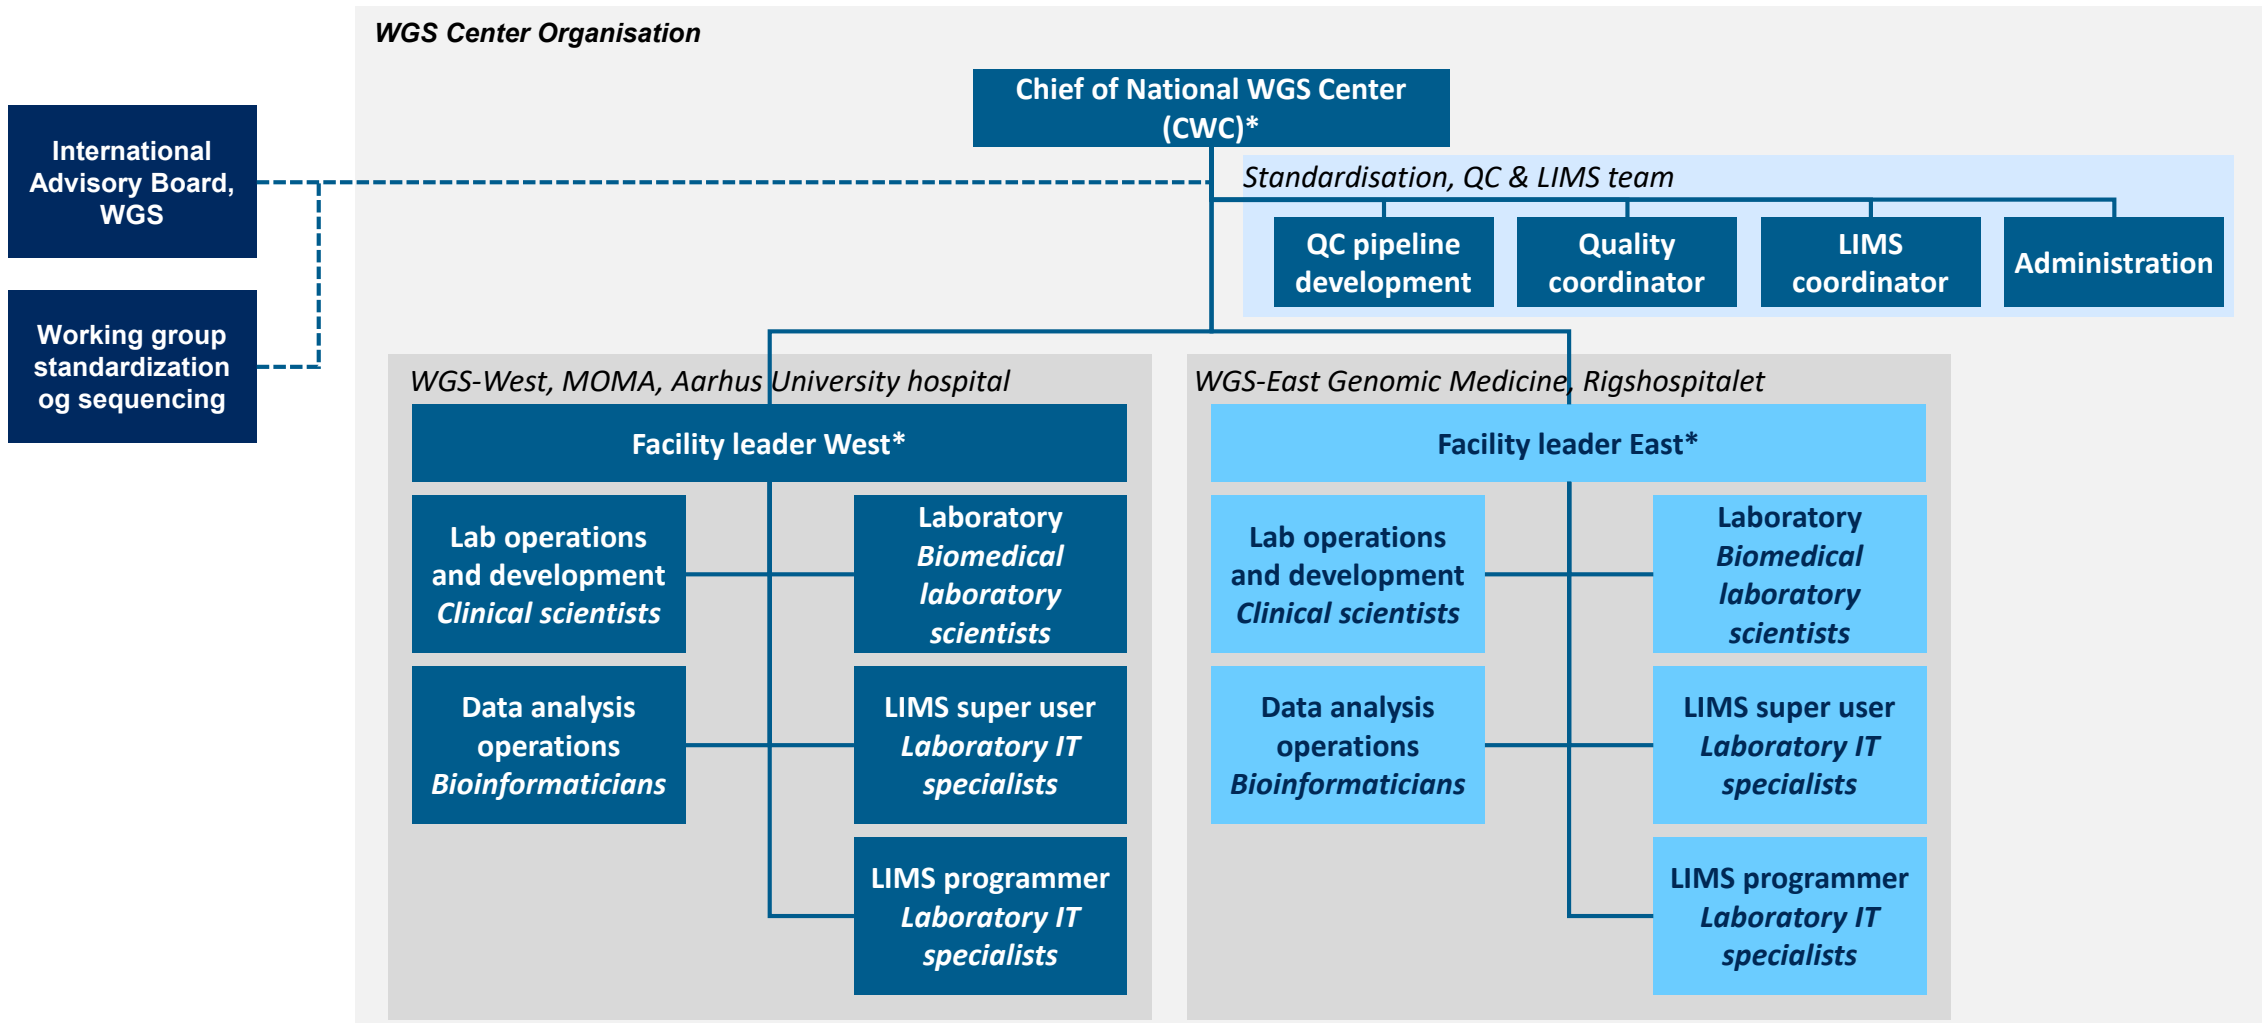 WGS Center Organisation
Chief of National WGS Center
(CWC)*
International
Advisory Board,
WGS
Working group
standardization
og sequencing
Standardisation, QC & LIMS team
QC pipeline
development
Quality
coordinator
LIMS
coordinator
Administration
WGS-West, MOMA, Aarhus University hospital
Facility leader West*
Lab operations
and development
Clinical scientists
Laboratory
Biomedical
laboratory
scientists
Data analysis
operations
Bioinformaticians
LIMS super user
Laboratory IT
specialists
LIMS programmer
Laboratory IT
specialists
WGS-East Genomic Medicine, Rigshospitalet
Facility leader East*
Lab operations
and development
Clinical scientists
Laboratory
Biomedical
laboratory
scientists
Data analysis
operations
Bioinformaticians
LIMS super user
Laboratory IT
specialists
LIMS programmer
Laboratory IT
specialists